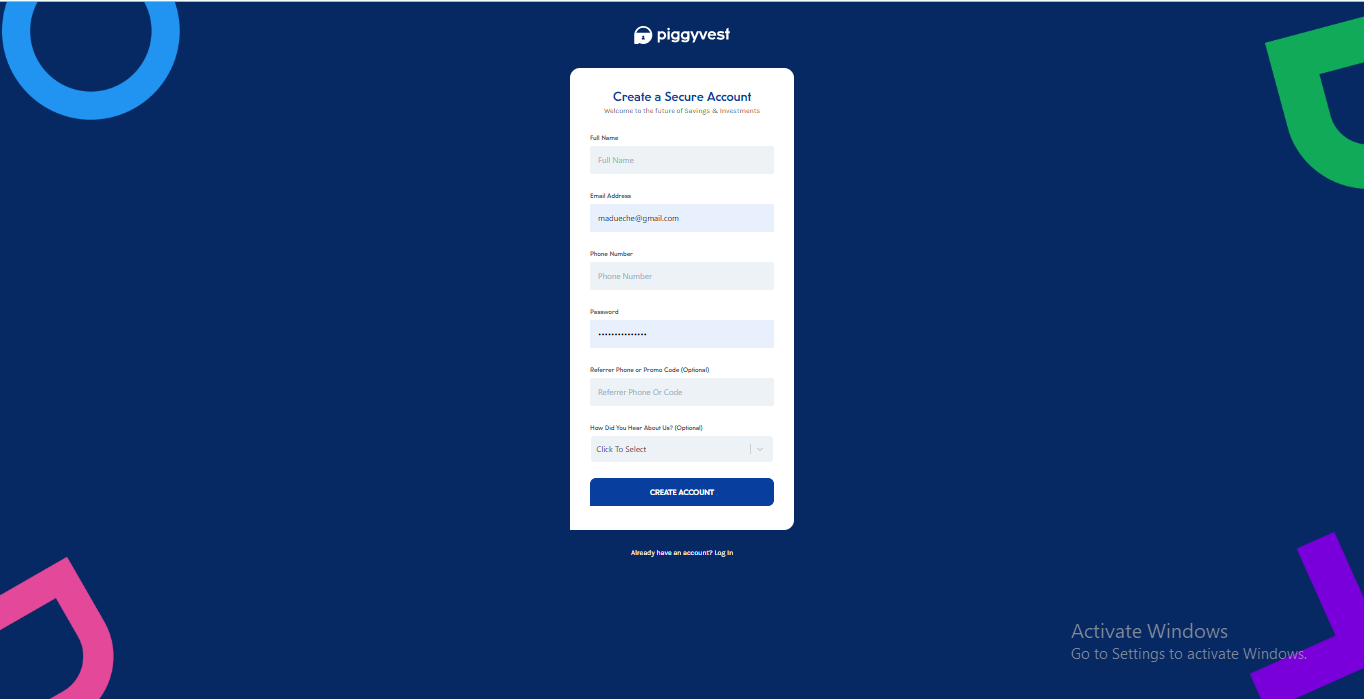 piggyvest
Create a Secure Account
Welcome to the future of Savings & Investments
Full Name
Full Name
Email Address
madueche@gmail.com
Phone Number
Phone Number
Password
•••••••••••••••
Referrer Phone or Promo Code (Optional)
Referrer Phone Or Code
How Did You Hear About Us? (Optional)
Click To Select
CREATE ACCOUNT
Already have an account? Log In
Activate Windows
Go to Settings to activate Windows.